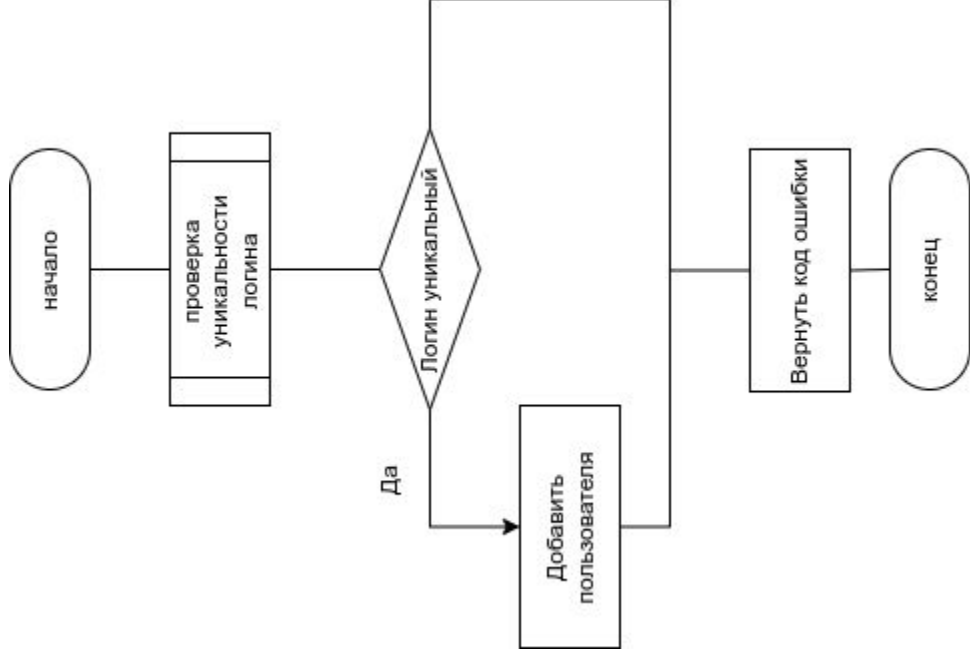 начало
проверка
уникальности
логина
Логин уникальный
Да
Добавить
пользователя
Вернуть код ошибки
конец